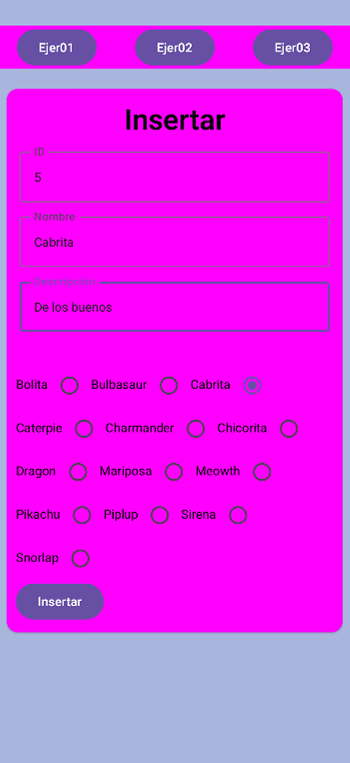 Ejer01 Ejer02 Ejer03
Insertar
ID
5
Nombre
Cabrita
Descripción
De los buenos
Bolita Bulbasaur Cabrita
Caterpie Charmander Chicorita
Dragon Mariposa Meowth
Pikachu Piplup Sirena
Snorlap
Insertar